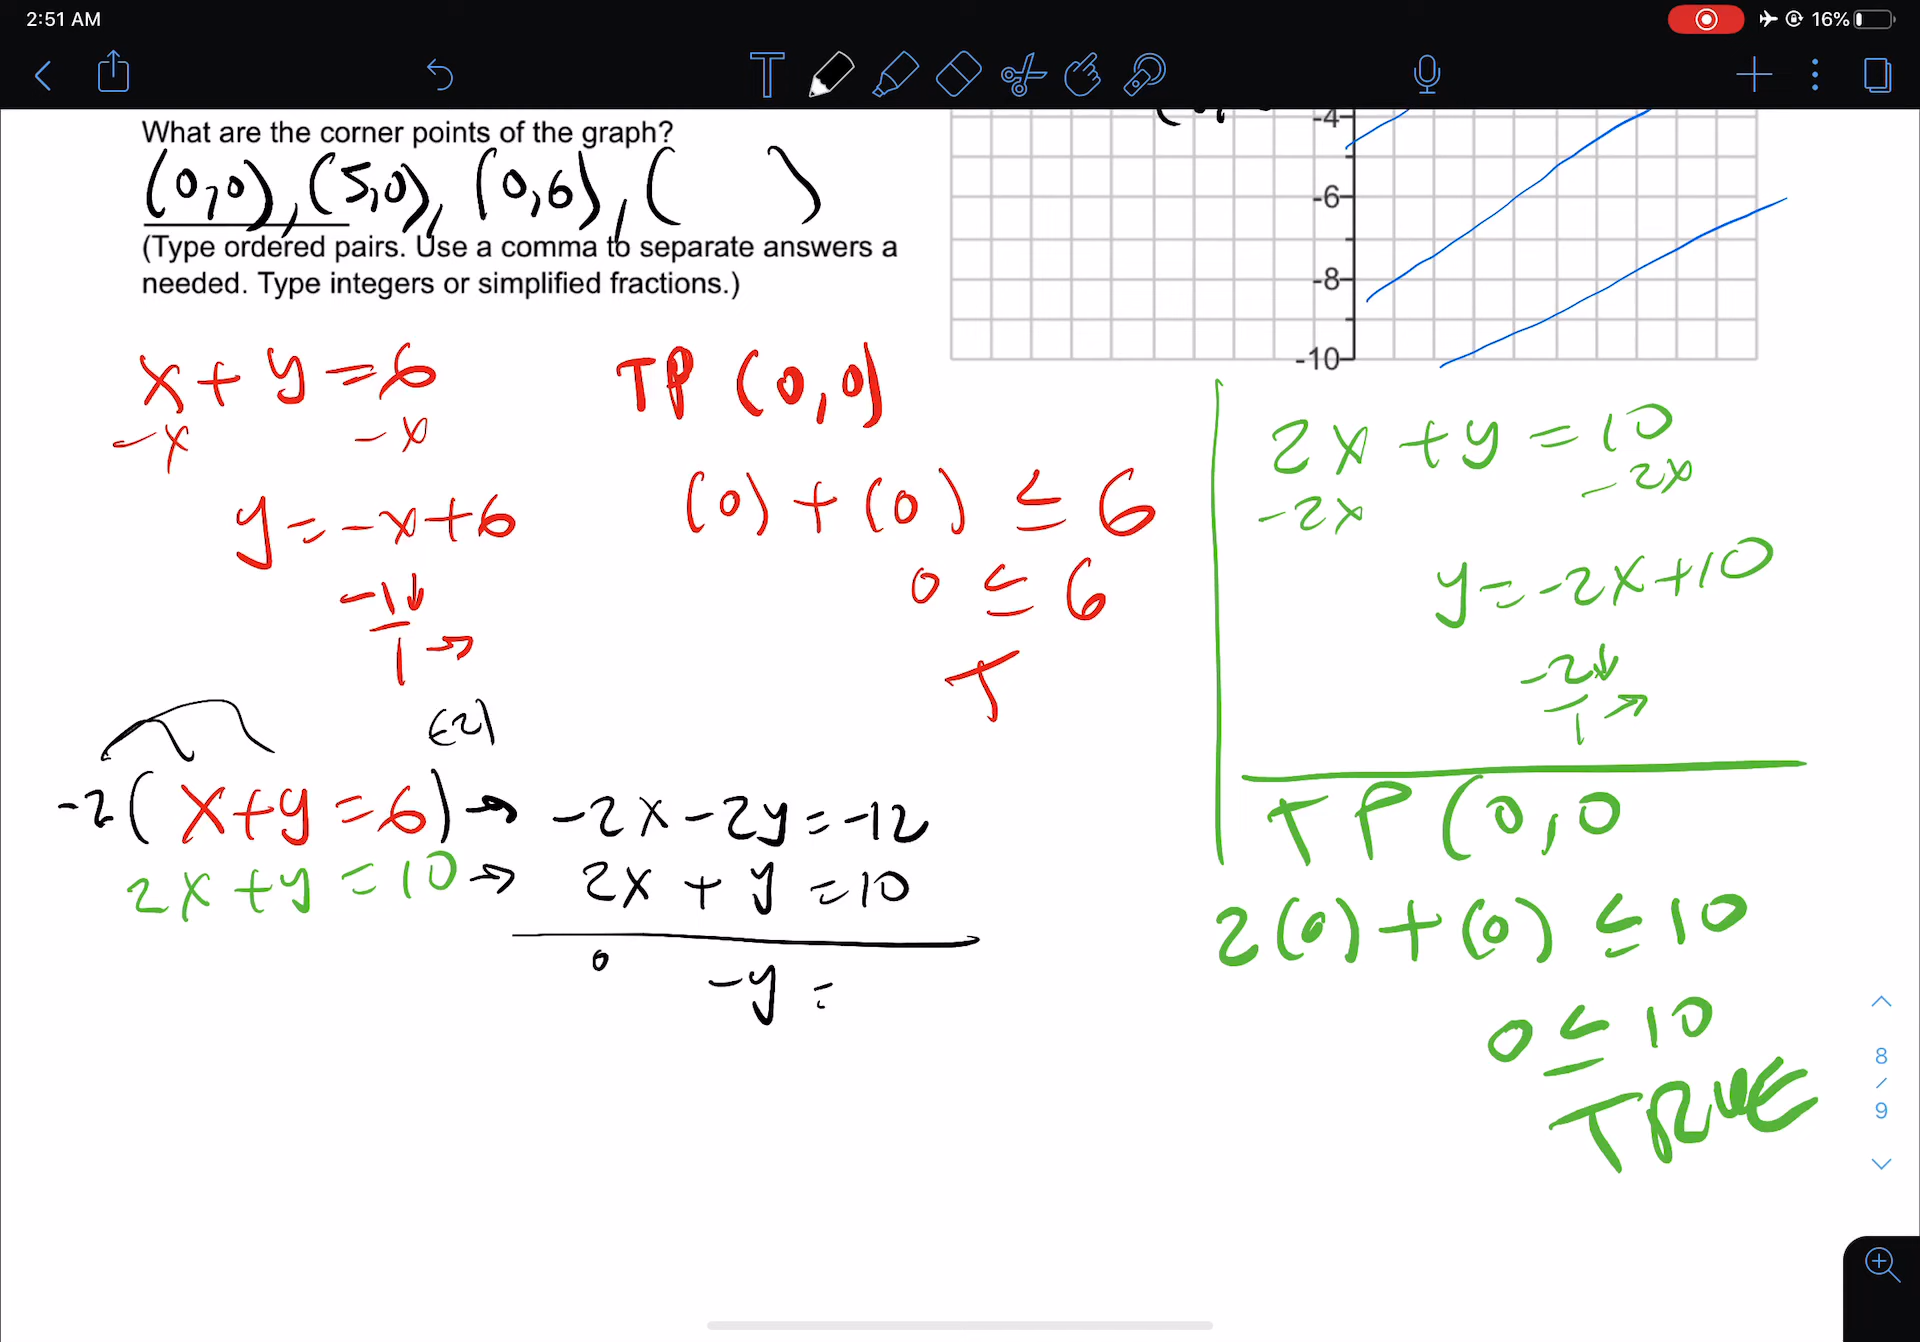 2:51 AM
16%
What are the corner points of the graph?
(0,0), (5,0), (0,6), (   )
(Type ordered pairs. Use a comma to separate answers a
needed. Type integers or simplified fractions.)
-4
-6
-8
-10
x + y = 6
-x   -x
y = -x + 6
-1↓
1 →
TP (0,0)
(0) + (0) ≤ 6
0 ≤ 6
T
2x + y = 10
-2x   -2x
y = -2x + 10
-2↓
1 →
TP (0,0
2(0) + (0) ≤ 10
0 ≤ 10
TRUE
(-2)
-2( x + y = 6 ) → -2x - 2y = -12
2x + y = 10 → 2x + y = 10
0 -y =
8
/
9